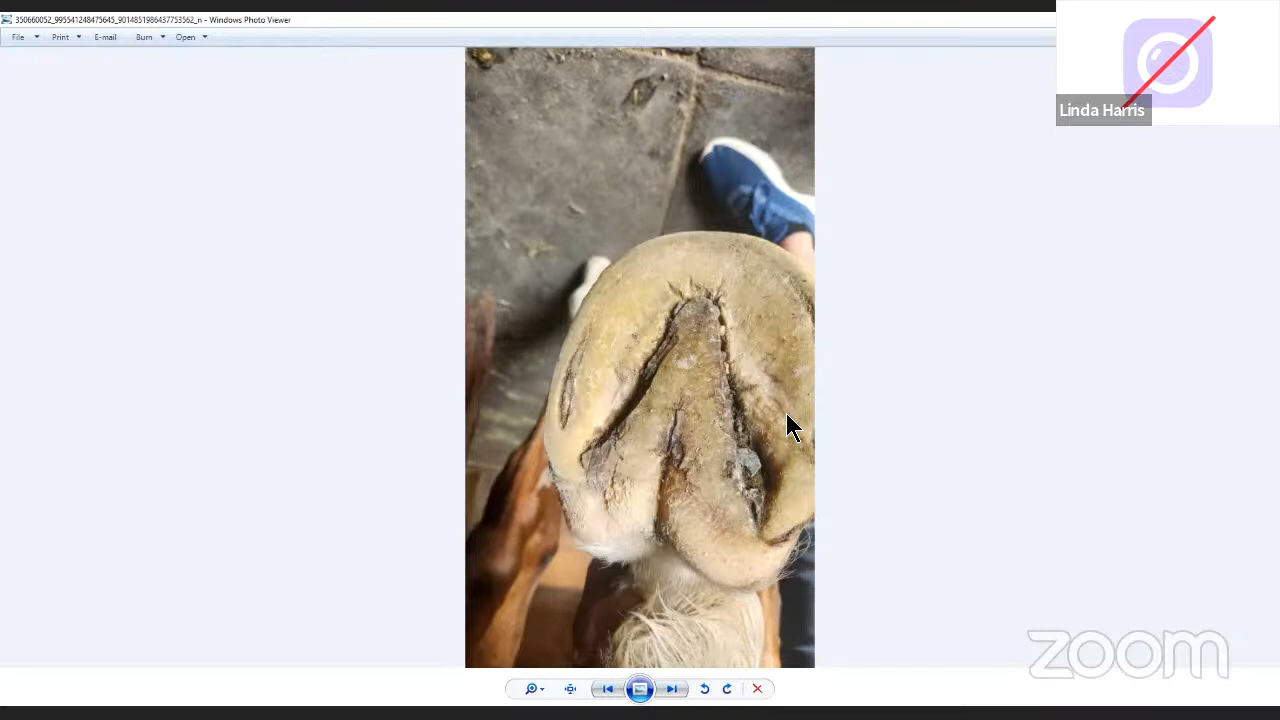 350660052_995541248475645_9014851986437753562_n - Windows Photo Viewer
File Print E-mail Burn Open
Linda Harris
zoom